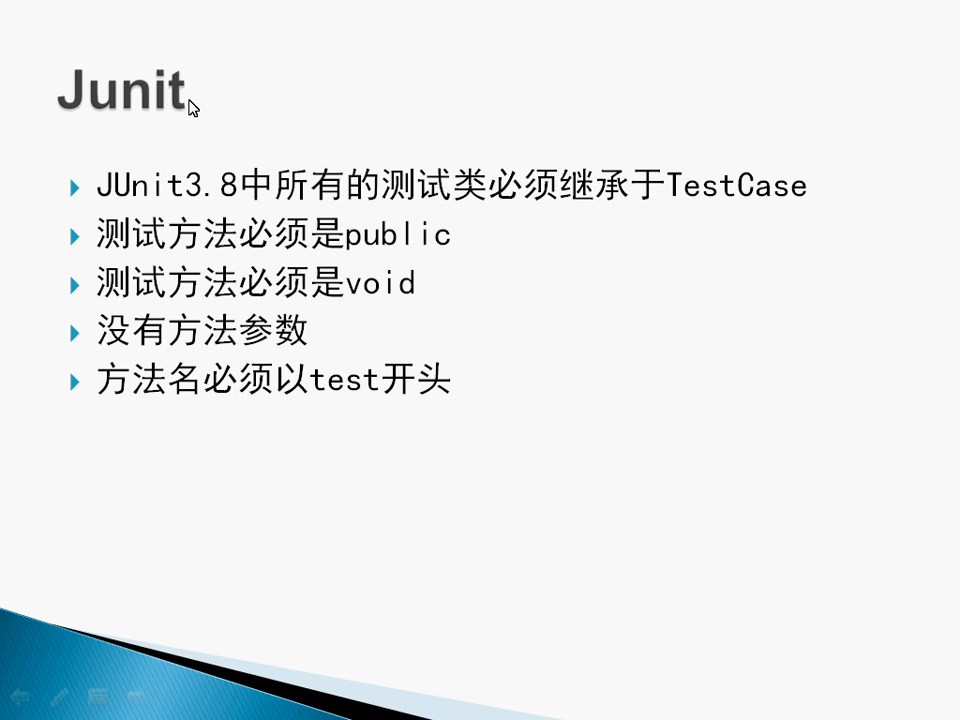 Junit
JUnit3.8中所有的测试类必须继承于TestCase
测试方法必须是public
测试方法必须是void
没有方法参数
方法名必须以test开头